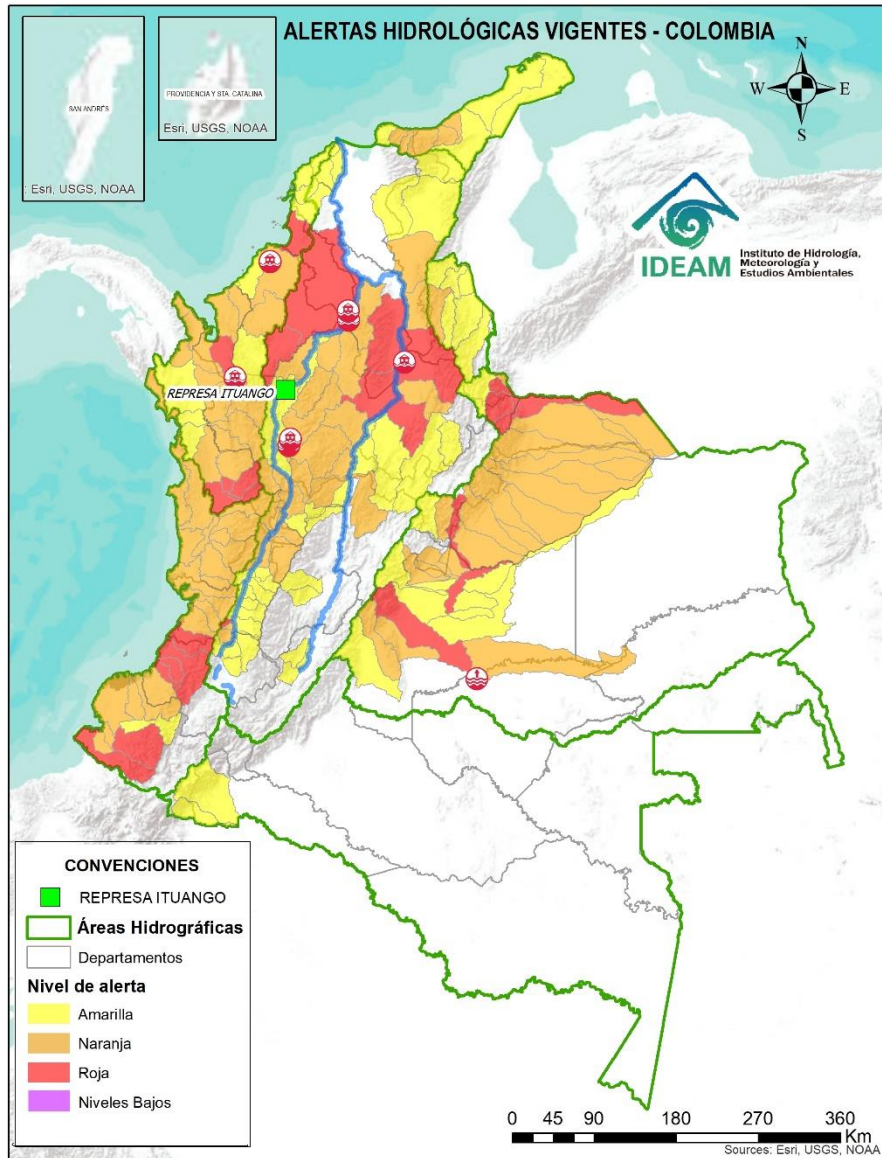 ALERTAS HIDROLÓGICAS VIGENTES - COLOMBIA
SAN ANDRÉS
: Esri, USGS, NOAA
PROVIDENCIA Y STA. CATALINA
Esri, USGS, NOAA
N
W
E
S
IDEAM
Instituto de Hidrología,
Meteorología y
Estudios Ambientales
REPRESA ITUANGO
CONVENCIONES
REPRESA ITUANGO
Áreas Hidrográficas
Departamentos
Nivel de alerta
Amarilla
Naranja
Roja
Niveles Bajos
0 45 90 180 270 360
Km
Sources: Esri, USGS, NOAA